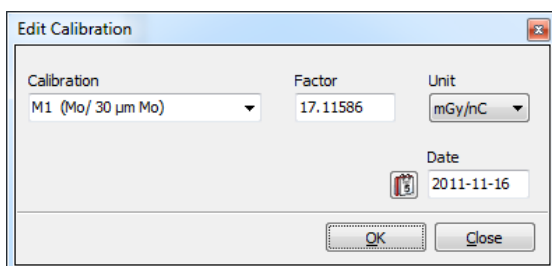 Edit Calibration
Calibration Factor Unit
M1 (Mo/ 30 µm Mo) 17.11586 mGy/nC
Date
2011-11-16
OK Close